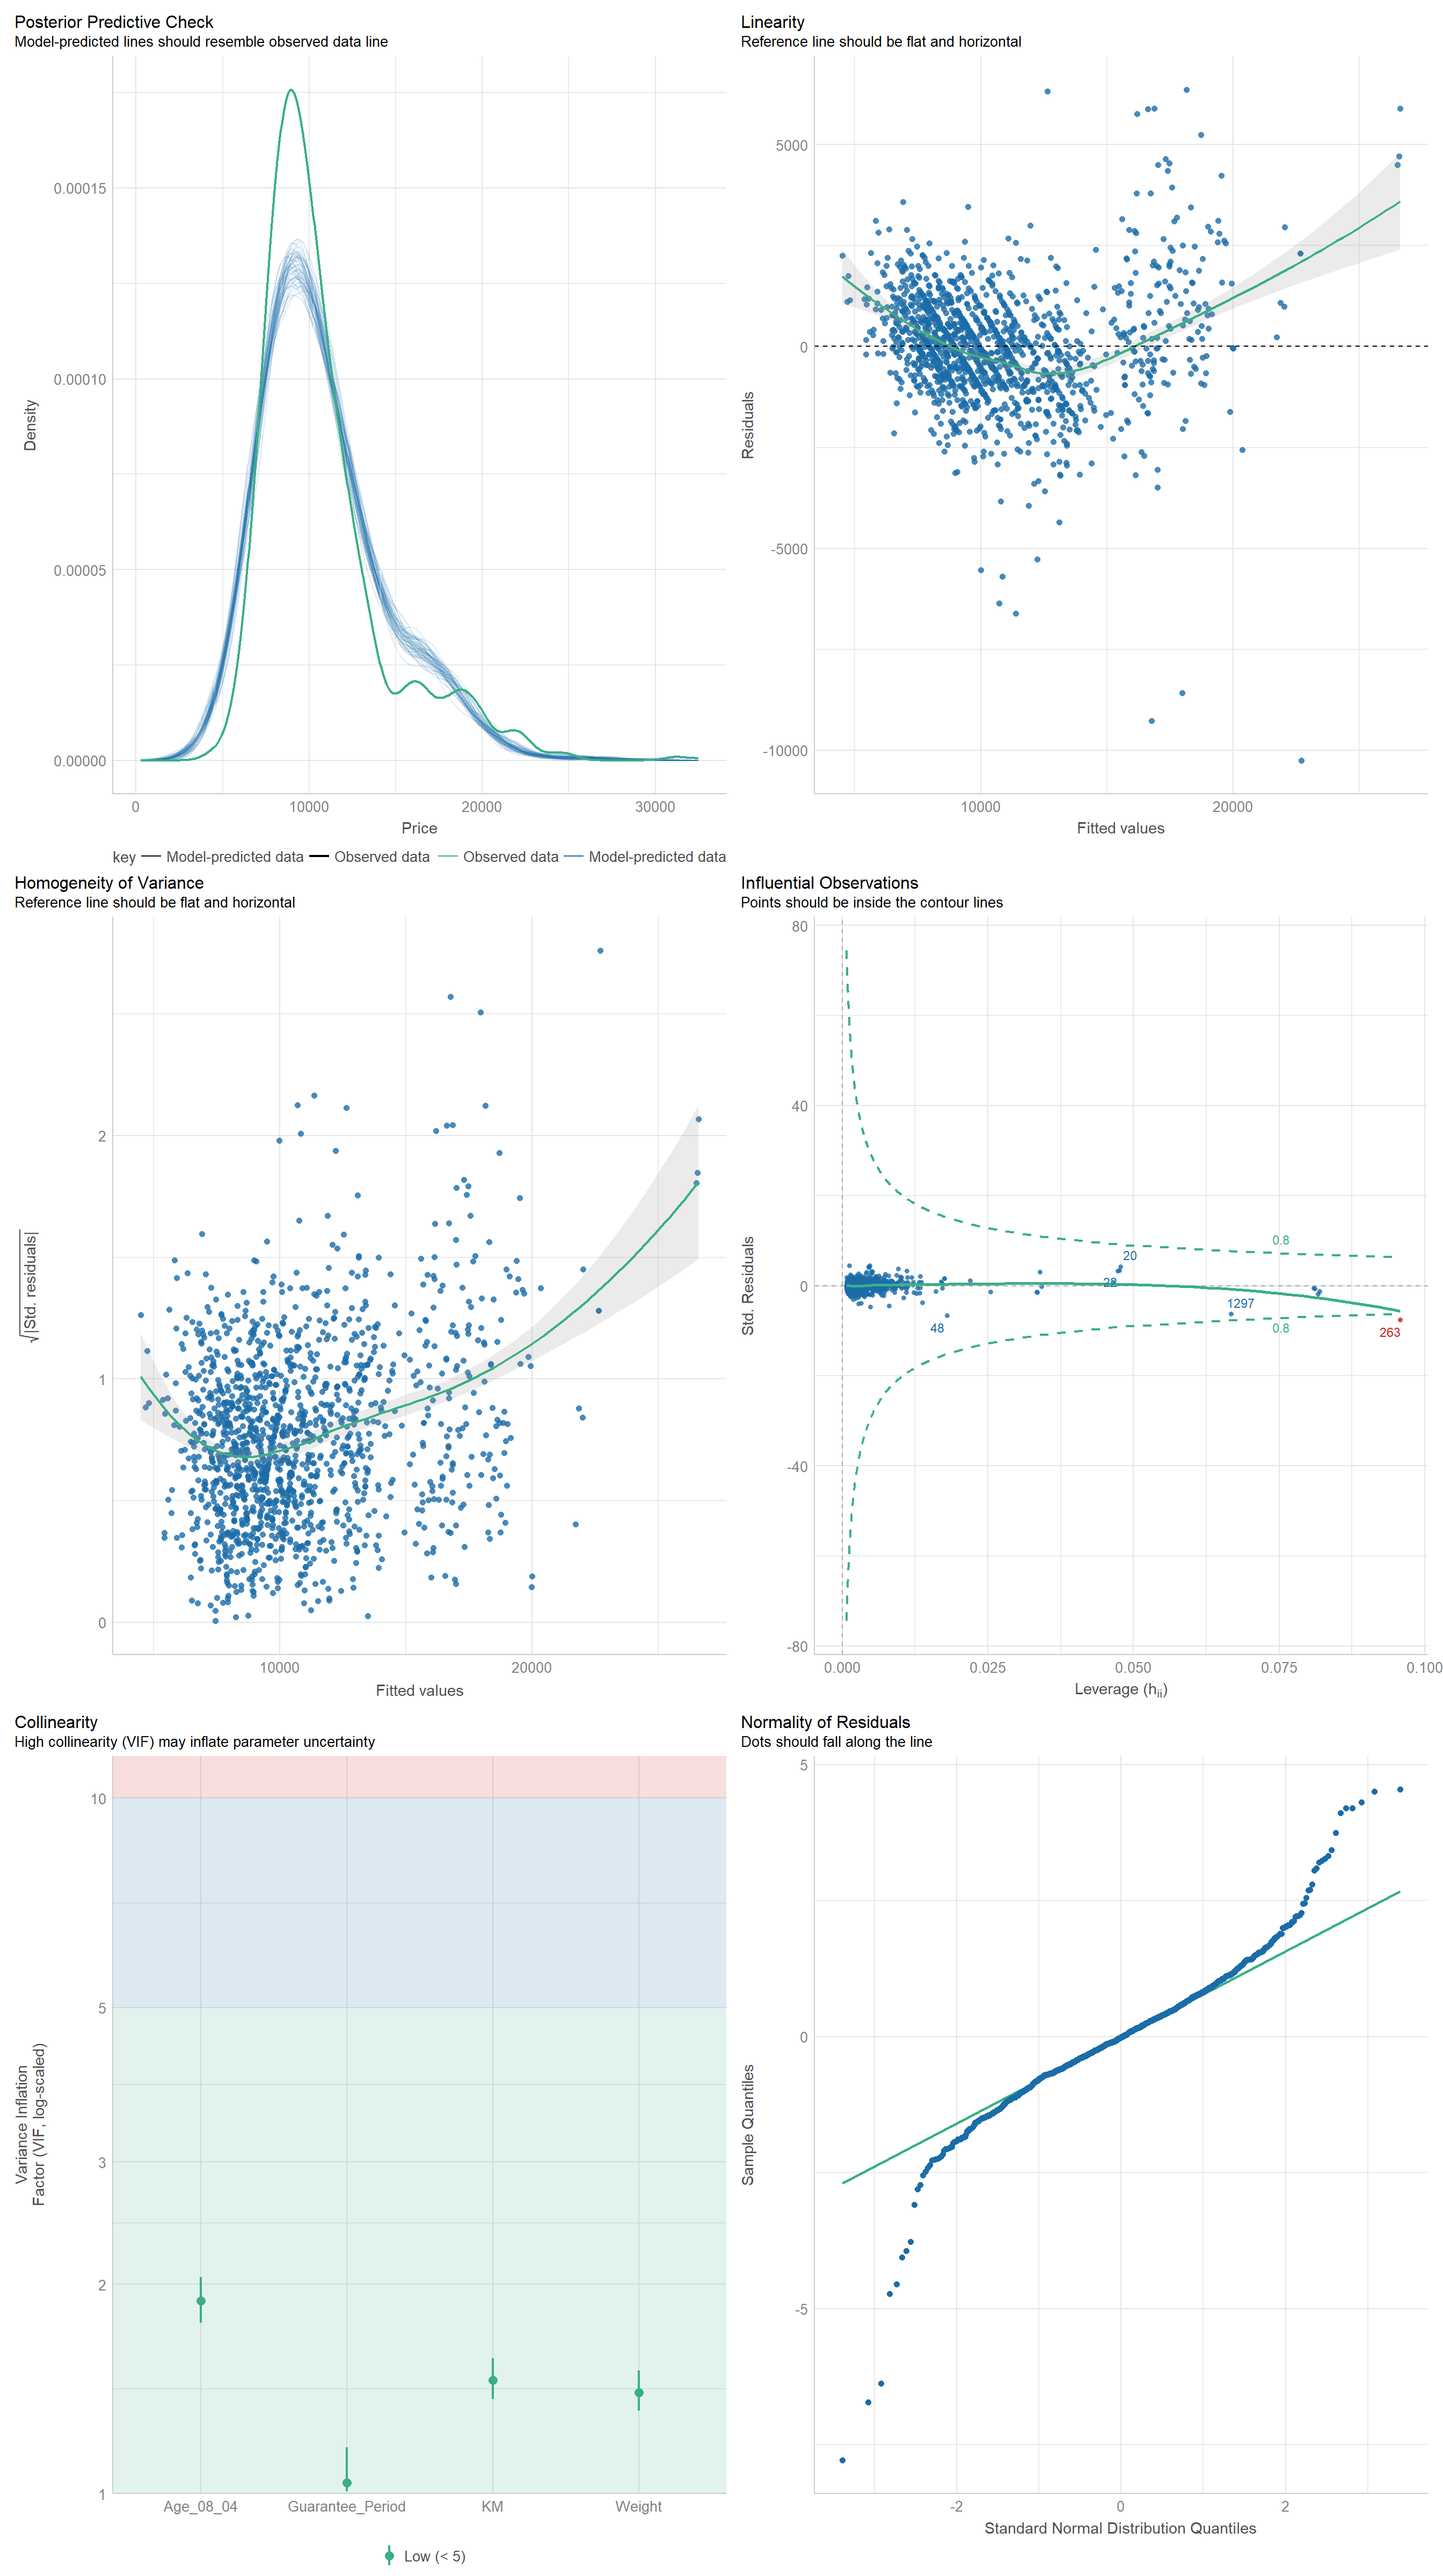 Posterior Predictive Check
Model-predicted lines should resemble observed data line
Density
0.00015
0.00010
0.00005
0.00000
0
10000
20000
30000
Price
key
Model-predicted data
Observed data
Observed data
Model-predicted data
Linearity
Reference line should be flat and horizontal
Residuals
5000
0
-5000
-10000
10000
20000
Fitted values
Homogeneity of Variance
Reference line should be flat and horizontal
√|Std. residuals|
2
1
0
10000
20000
Fitted values
Influential Observations
Points should be inside the contour lines
Std. Residuals
80
40
0
-40
-80
0.8
20
22
1297
48
0.8
263
0.000
0.025
0.050
0.075
0.100
Leverage (hii)
Collinearity
High collinearity (VIF) may inflate parameter uncertainty
Variance Inflation
Factor (VIF, log-scaled)
10
5
3
2
1
Age_08_04
Guarantee_Period
KM
Weight
Low (< 5)
Normality of Residuals
Dots should fall along the line
Sample Quantiles
5
0
-5
-2
0
2
Standard Normal Distribution Quantiles